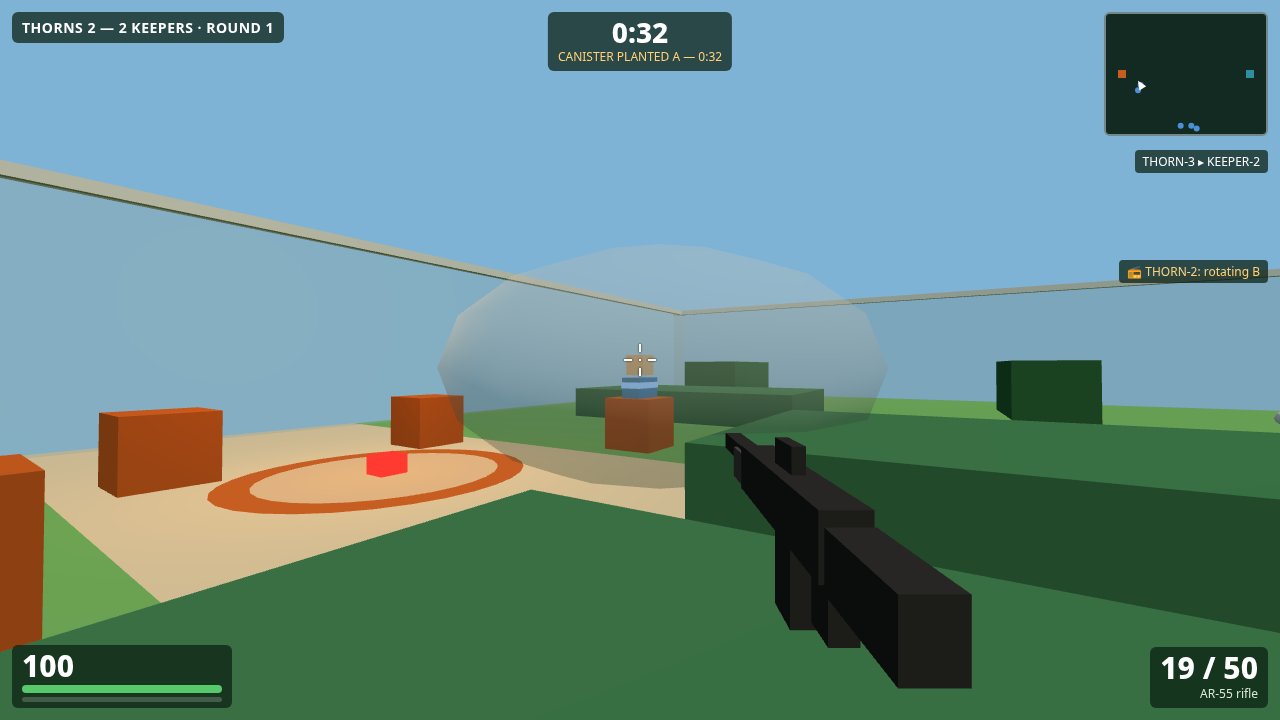 THORNS 2 — 2 KEEPERS · ROUND 1
0:32
CANISTER PLANTED A — 0:32
THORN-3 ▸ KEEPER-2
📻 THORN-2: rotating B
100
19 / 50
AR-55 rifle